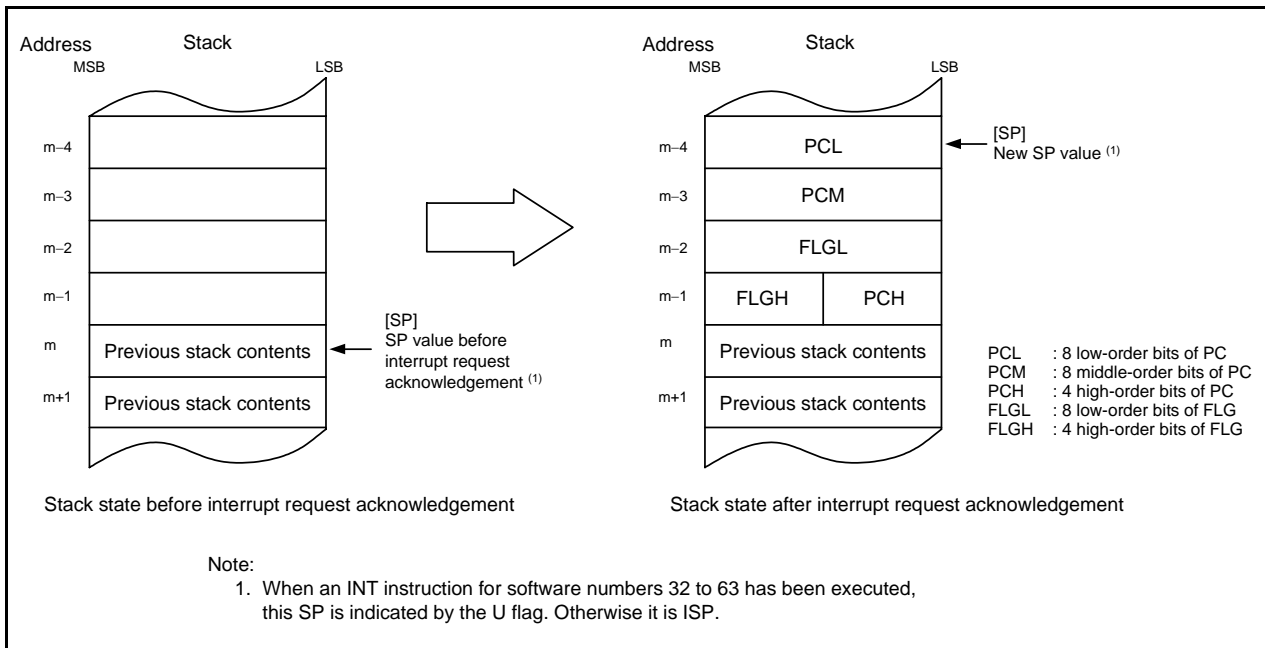 Address Stack
MSB LSB
m–4
m–3
m–2
m–1
m Previous stack contents
m+1 Previous stack contents
[SP]
SP value before
interrupt request
acknowledgement (1)
Stack state before interrupt request acknowledgement
Address Stack
MSB LSB
m–4 PCL
m–3 PCM
m–2 FLGL
m–1 FLGH PCH
m Previous stack contents
m+1 Previous stack contents
[SP]
New SP value (1)
PCL : 8 low-order bits of PC
PCM : 8 middle-order bits of PC
PCH : 4 high-order bits of PC
FLGL : 8 low-order bits of FLG
FLGH : 4 high-order bits of FLG
Stack state after interrupt request acknowledgement
Note:
1. When an INT instruction for software numbers 32 to 63 has been executed,
this SP is indicated by the U flag. Otherwise it is ISP.